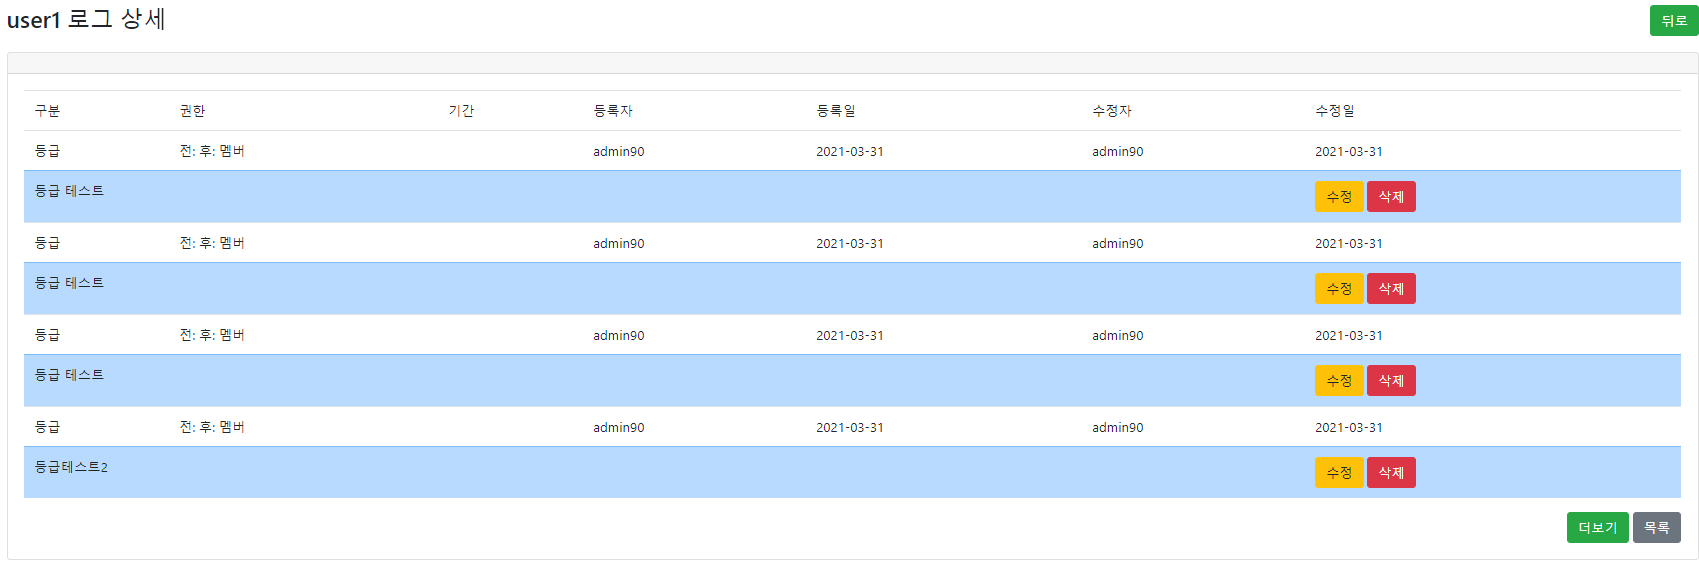 user1 로그 상세 뒤로
구분 권한 기간 등록자 등록일 수정자 수정일
등급 전: 후: 멤버 admin90 2021-03-31 admin90 2021-03-31
등급 테스트 수정 삭제
등급 전: 후: 멤버 admin90 2021-03-31 admin90 2021-03-31
등급 테스트 수정 삭제
등급 전: 후: 멤버 admin90 2021-03-31 admin90 2021-03-31
등급 테스트 수정 삭제
등급 전: 후: 멤버 admin90 2021-03-31 admin90 2021-03-31
등급테스트2 수정 삭제
더보기 목록